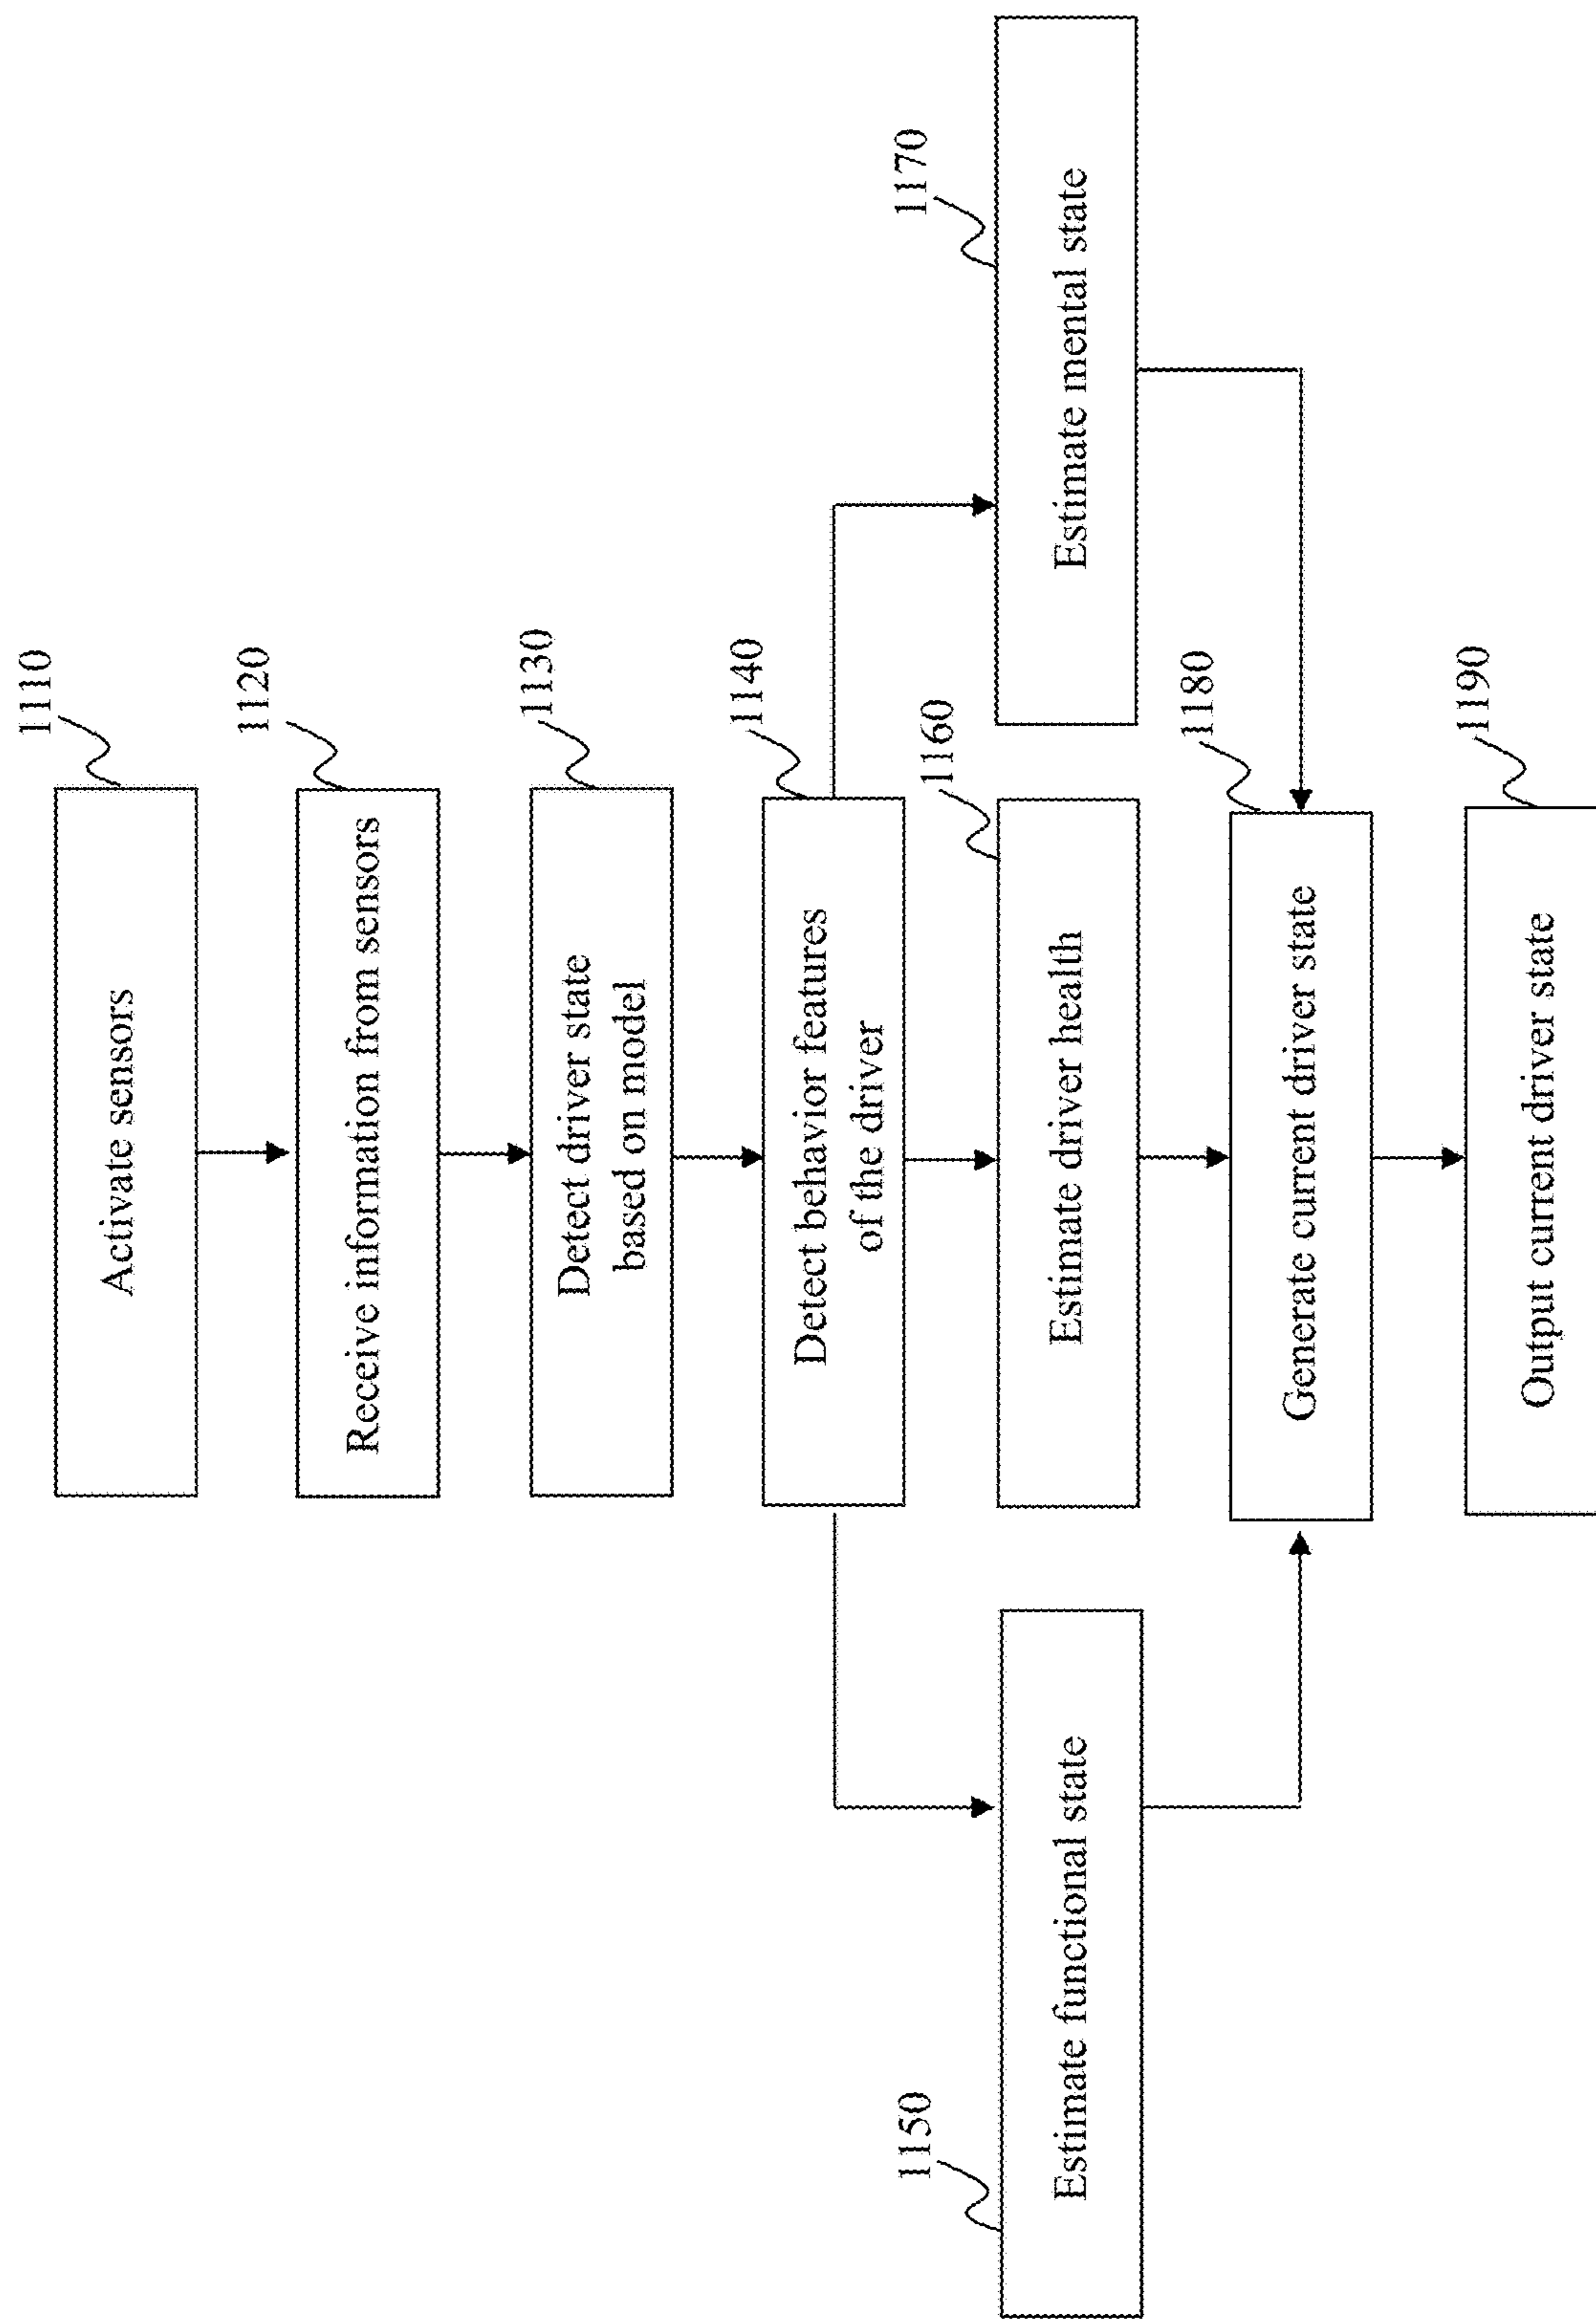 1110
Activate sensors
1120
Receive information from sensors
1130
Detect driver state
based on model
1140
Detect behavior features
of the driver
1150
Estimate functional state
1160
Estimate driver health
1170
Estimate mental state
1180
Generate current driver state
1190
Output current driver state